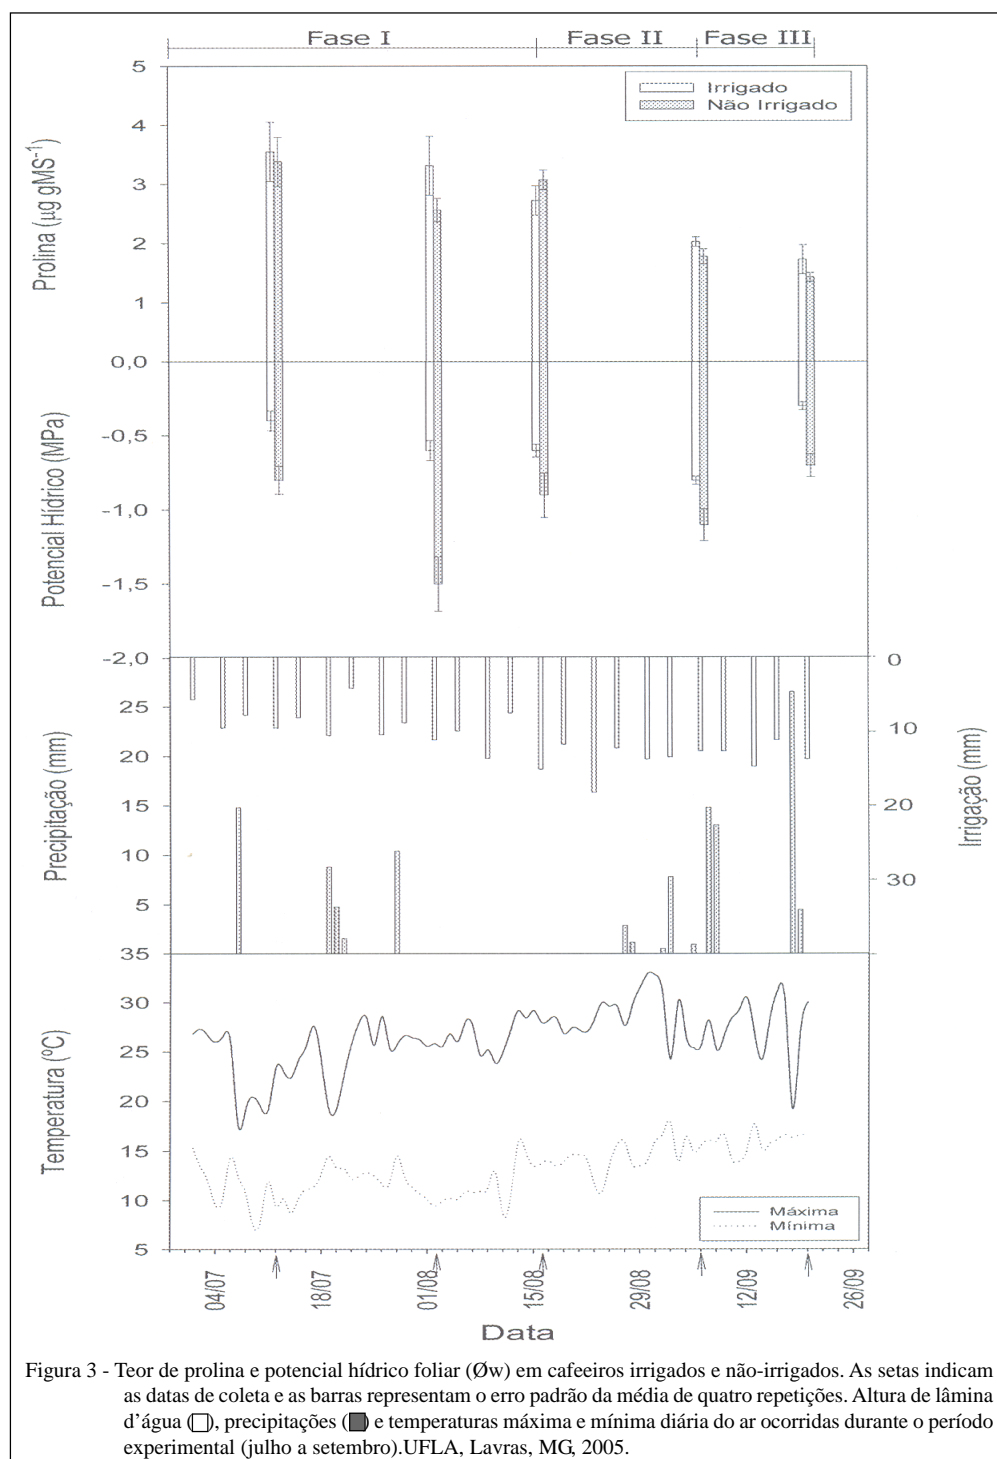 Fase I
Fase II
Fase III
Irrigado
Não Irrigado
Prolina (µg gMS⁻¹)
5
4
3
2
1
0,0
Potencial Hídrico (MPa)
-0,5
-1,0
-1,5
-2,0
Precipitação (mm)
25
20
15
10
5
Irrigação (mm)
0
10
20
30
Temperatura (ºC)
35
30
25
20
15
10
5
Máxima
Mínima
04/07
18/07
01/08
15/08
29/08
12/09
26/09
Data
Figura 3 - Teor de prolina e potencial hídrico foliar (Øw) em cafeeiros irrigados e não-irrigados. As setas indicam
as datas de coleta e as barras representam o erro padrão da média de quatro repetições. Altura de lâmina
d’água (□), precipitações (■) e temperaturas máxima e mínima diária do ar ocorridas durante o período
experimental (julho a setembro).UFLA, Lavras, MG, 2005.